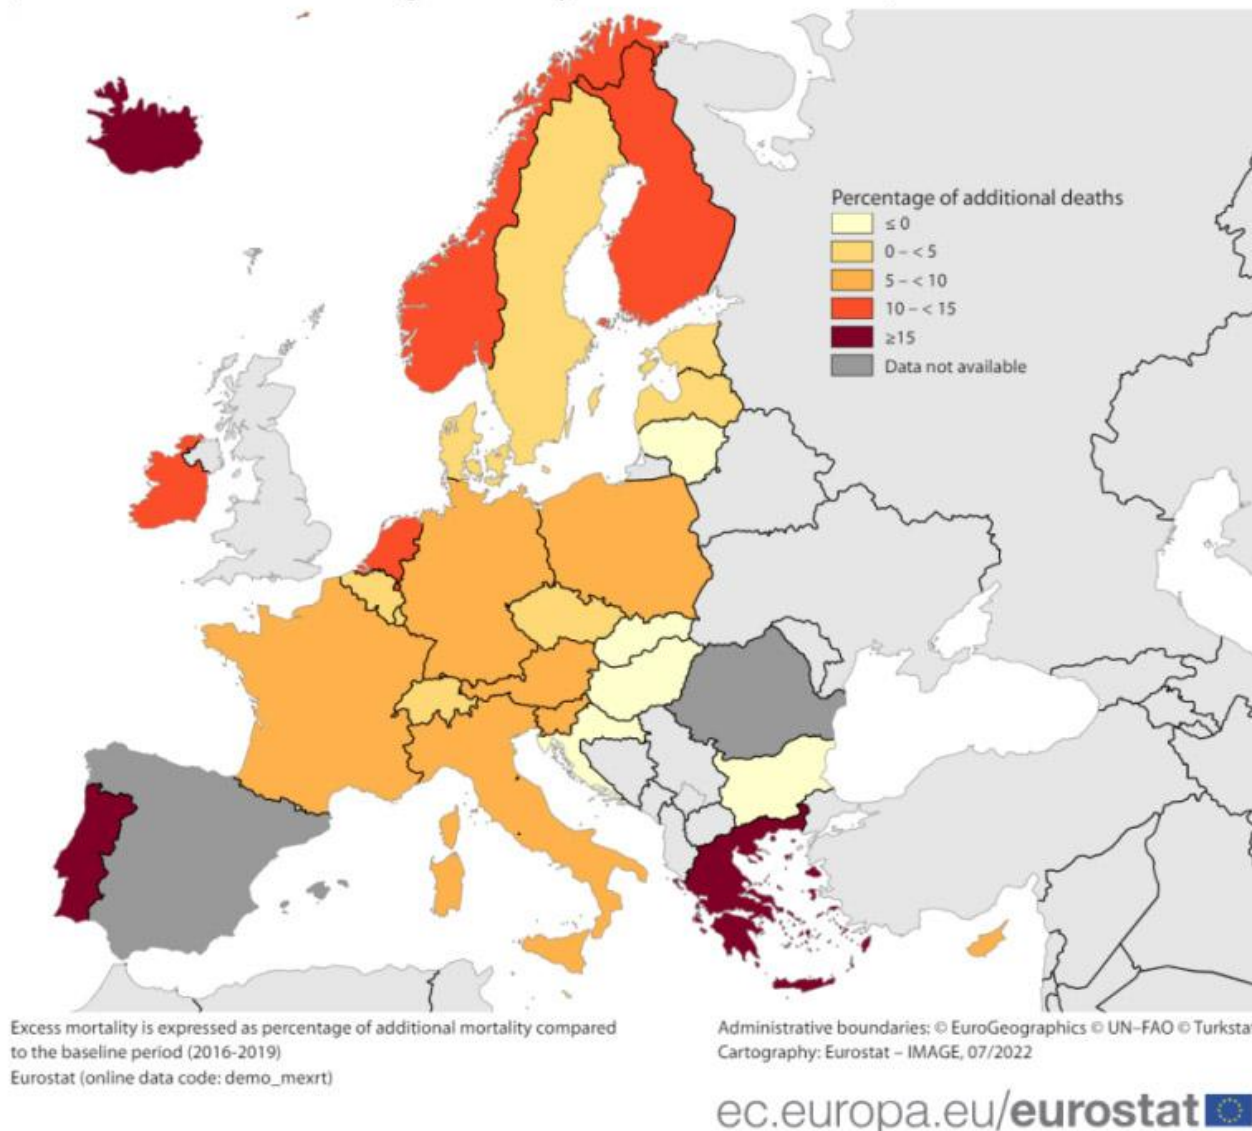 Percentage of additional deaths
≤ 0
0 – < 5
5 – < 10
10 – < 15
≥15
Data not available
Excess mortality is expressed as percentage of additional mortality compared
to the baseline period (2016-2019)
Eurostat (online data code: demo_mexrt)
Administrative boundaries: © EuroGeographics © UN–FAO © Turkstat
Cartography: Eurostat – IMAGE, 07/2022
ec.europa.eu/eurostat